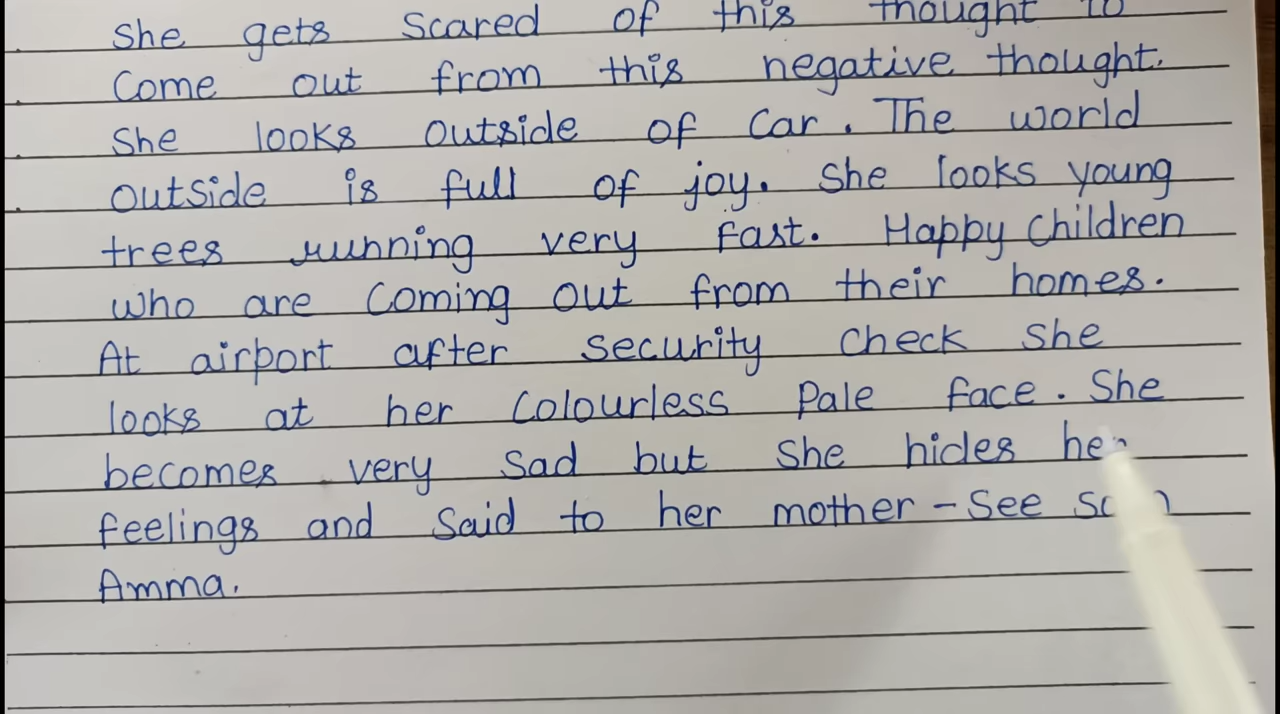 She gets scared of this thought to
Come out from this negative thought.
She looks outside of car. The world
outside is full of joy. She looks young
trees running very fast. Happy Children
who are Coming out from their homes.
At airport after security check she
looks at her Colourless Pale face. She
becomes very sad but she hides her
feelings and said to her mother - See
Amma.